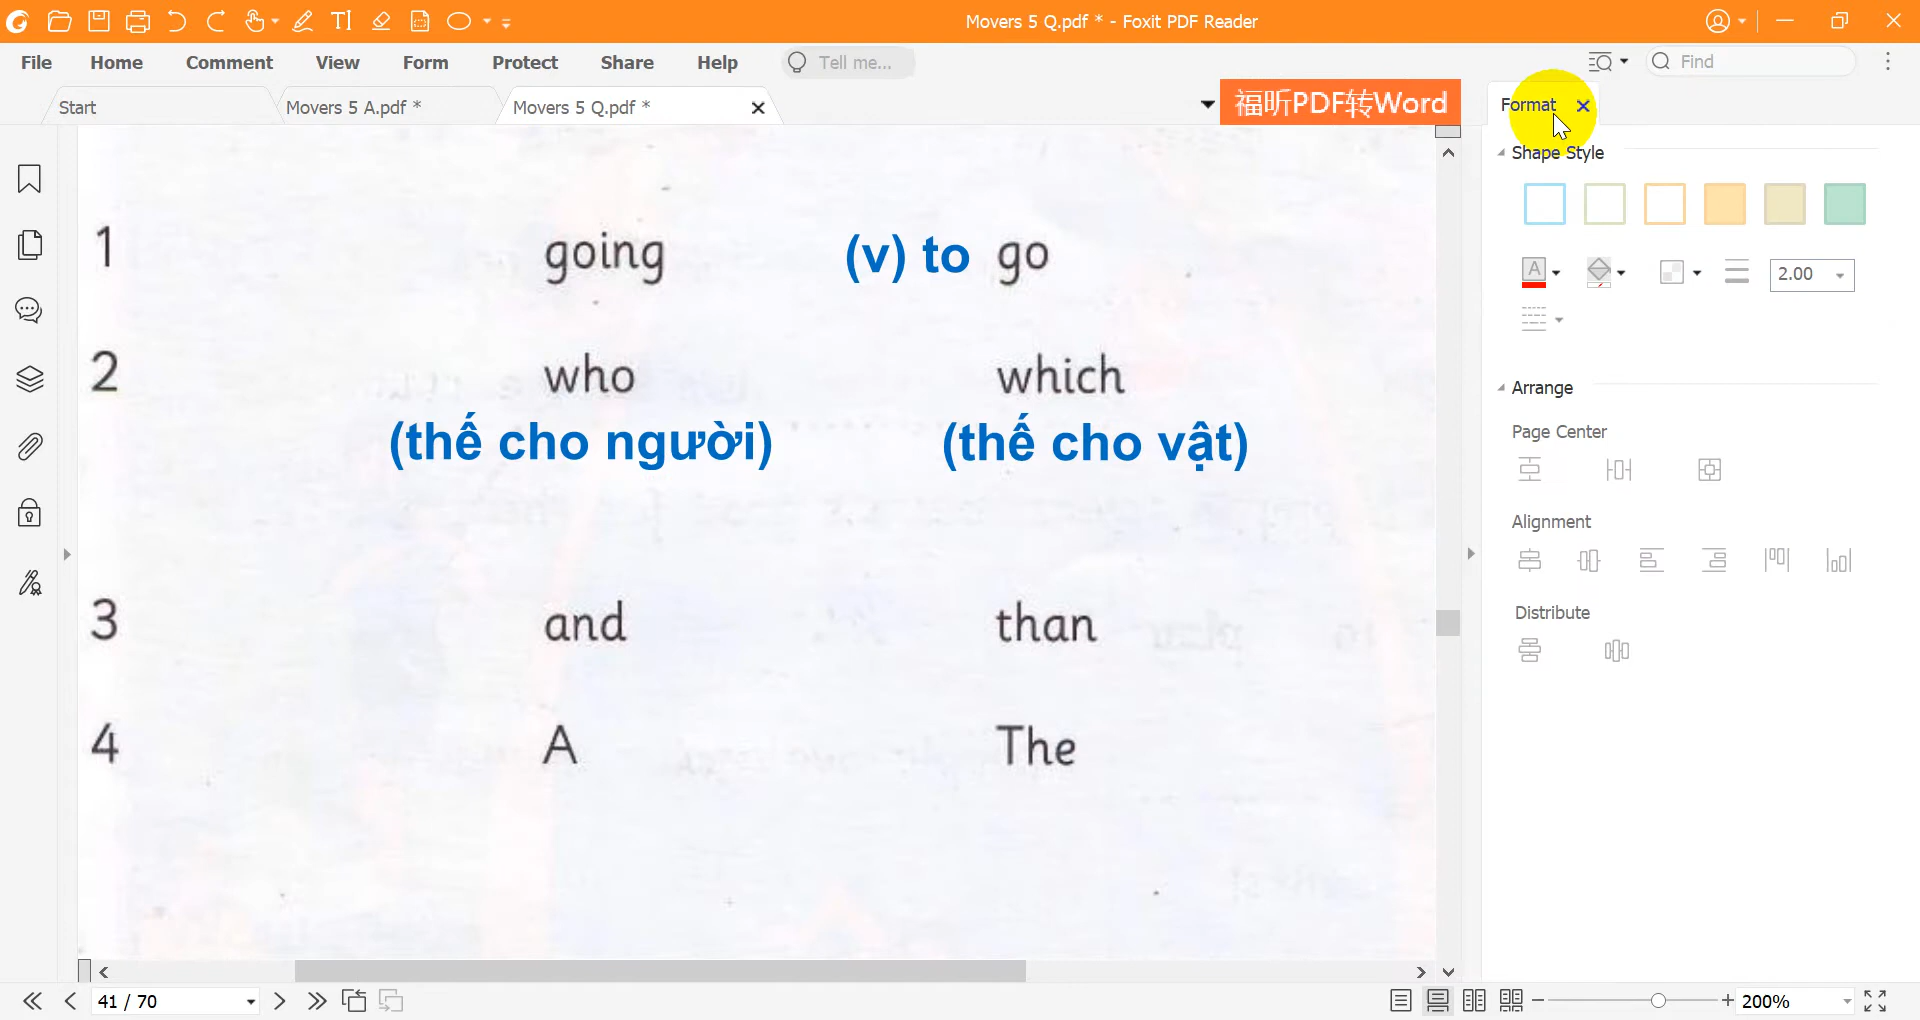 Movers 5 Q.pdf * - Foxit PDF Reader
File Home Comment View Form Protect Share Help Tell me... Find
Start Movers 5 A.pdf * Movers 5 Q.pdf * 福昕PDF转Word Format
Shape Style
1 going (v) to go
A 2.00
2 who which
Arrange
(thế cho người) (thế cho vật)
Page Center
Alignment
3 and than
Distribute
4 A The
41 / 70 200%